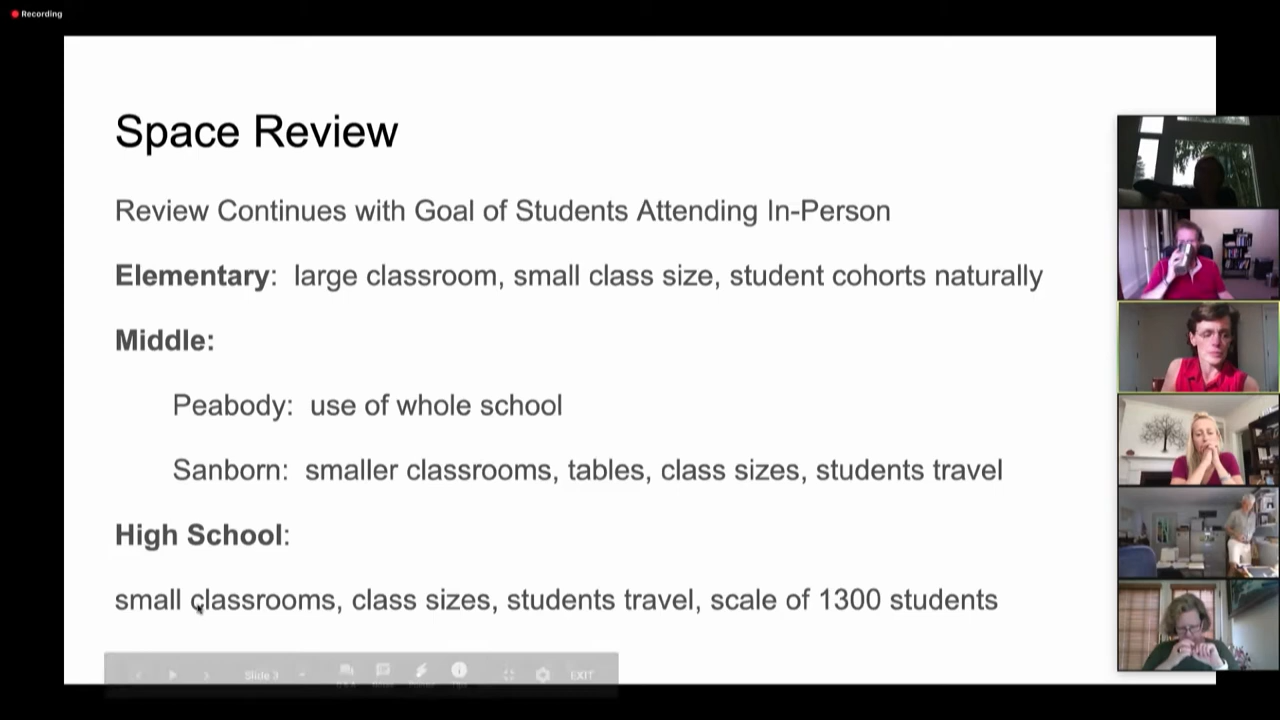 Recording
Space Review
Review Continues with Goal of Students Attending In-Person
Elementary:  large classroom, small class size, student cohorts naturally
Middle:
Peabody:  use of whole school
Sanborn:  smaller classrooms, tables, class sizes, students travel
High School:
small classrooms, class sizes, students travel, scale of 1300 students
Slide 3
EXIT